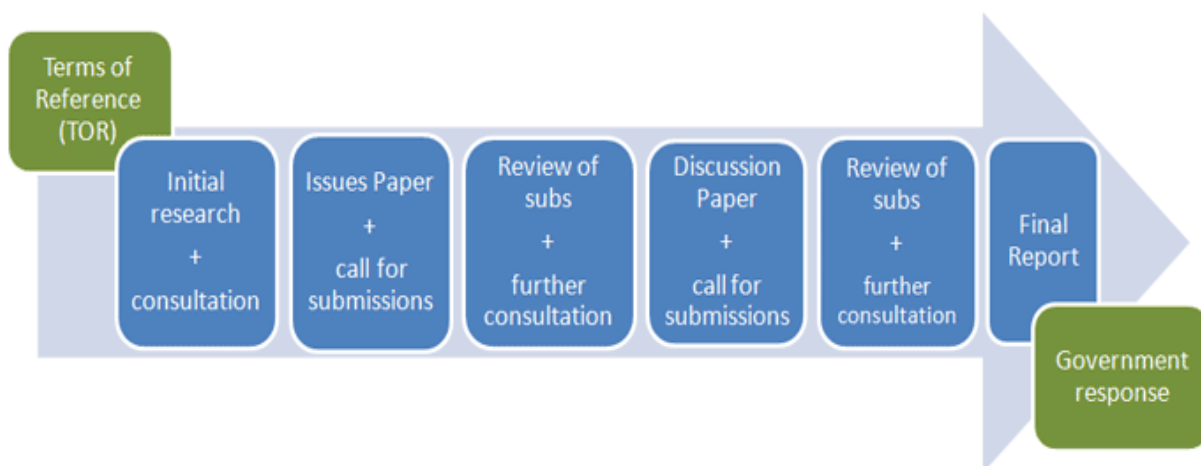 Terms of
Reference
(TOR)
Initial
research
+
consultation
Issues Paper
+
call for
submissions
Review of
subs
+
further
consultation
Discussion
Paper
+
call for
submissions
Review of
subs
+
further
consultation
Final
Report
Government
response